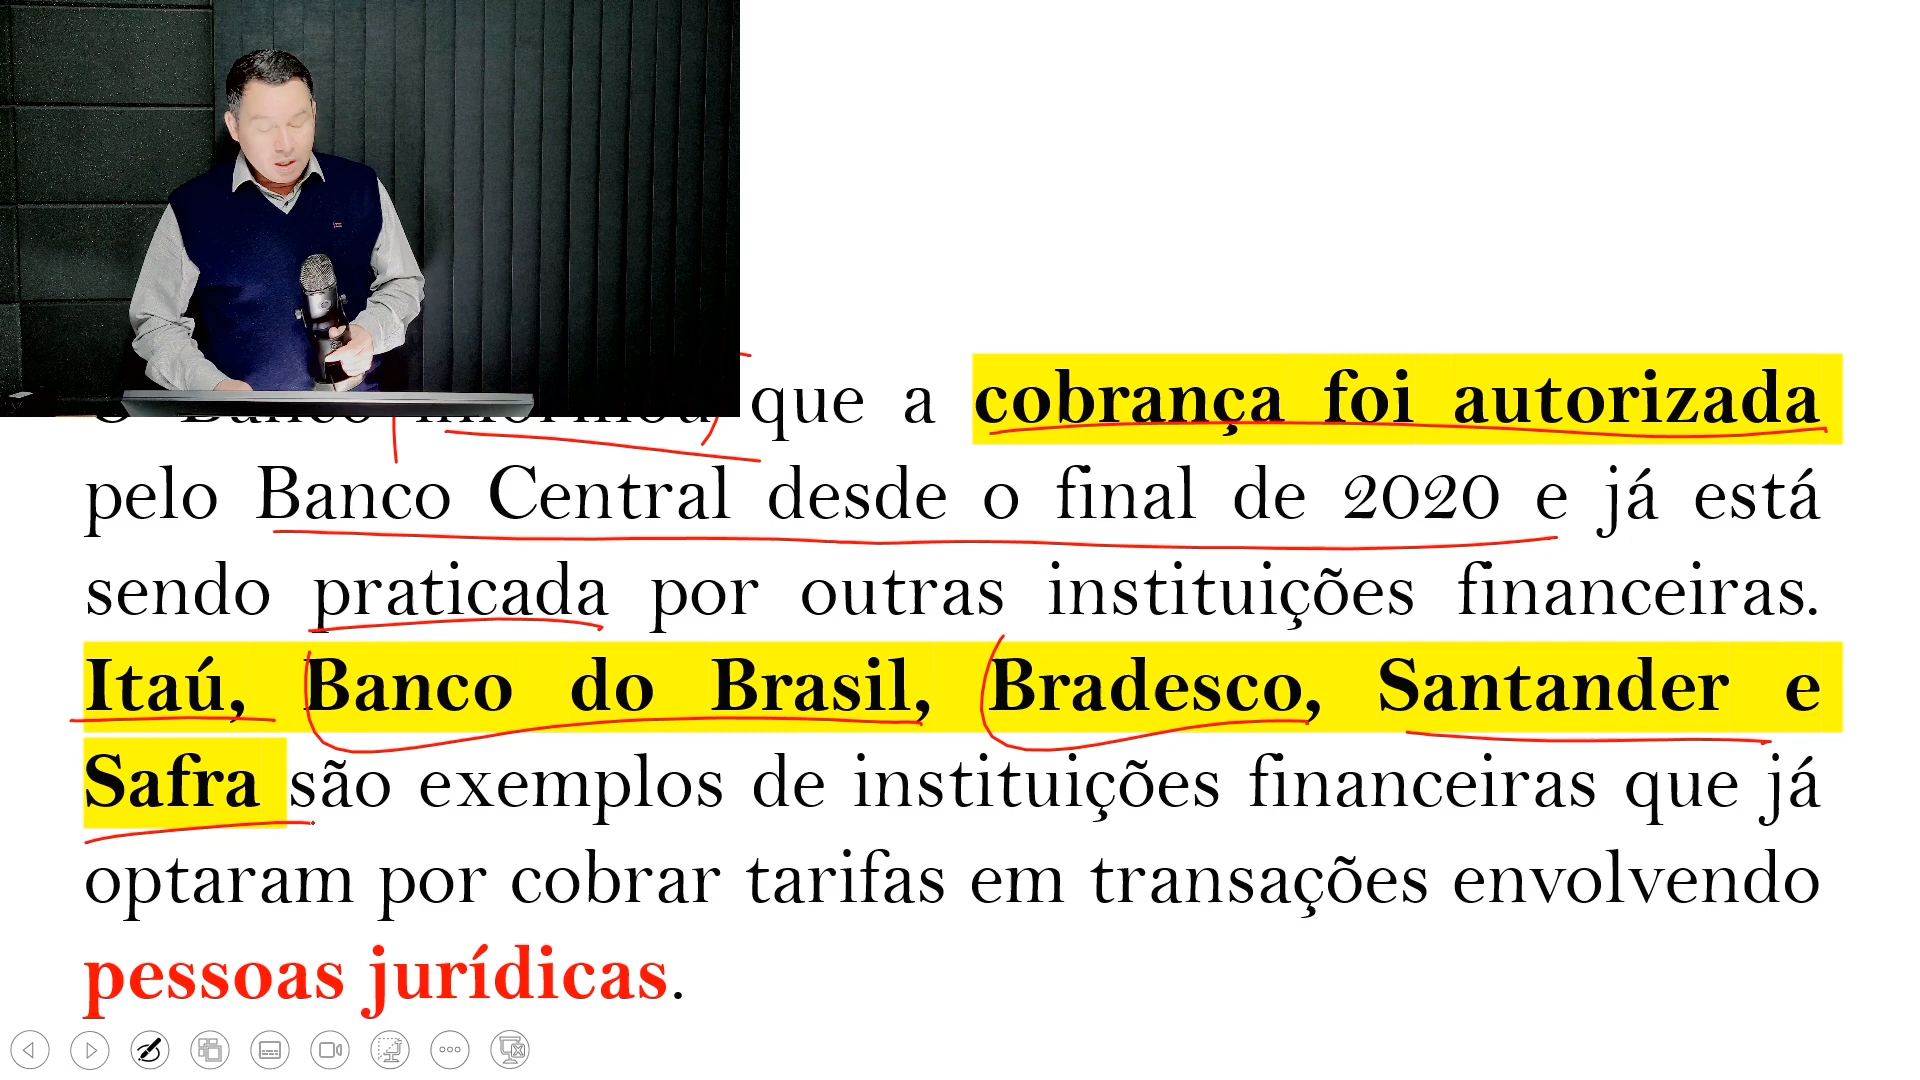 O Banco informou que a cobrança foi autorizada
pelo Banco Central desde o final de 2020 e já está
sendo praticada por outras instituições financeiras.
Itaú, Banco do Brasil, Bradesco, Santander e
Safra são exemplos de instituições financeiras que já
optaram por cobrar tarifas em transações envolvendo
pessoas jurídicas.